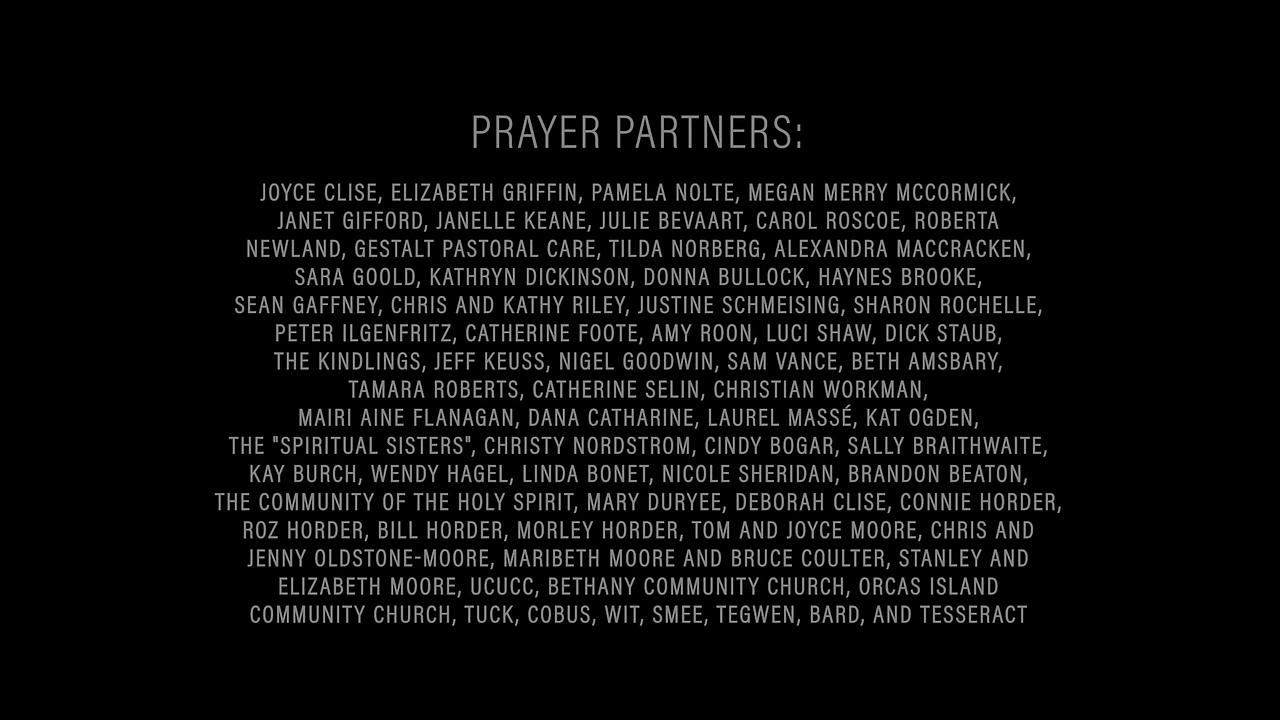 PRAYER PARTNERS:
JOYCE CLISE, ELIZABETH GRIFFIN, PAMELA NOLTE, MEGAN MERRY MCCORMICK,
JANET GIFFORD, JANELLE KEANE, JULIE BEVAART, CAROL ROSCOE, ROBERTA
NEWLAND, GESTALT PASTORAL CARE, TILDA NORBERG, ALEXANDRA MACCRACKEN,
SARA GOOLD, KATHRYN DICKINSON, DONNA BULLOCK, HAYNES BROOKE,
SEAN GAFFNEY, CHRIS AND KATHY RILEY, JUSTINE SCHMEISING, SHARON ROCHELLE,
PETER ILGENFRITZ, CATHERINE FOOTE, AMY ROON, LUCI SHAW, DICK STAUB,
THE KINDLINGS, JEFF KEUSS, NIGEL GOODWIN, SAM VANCE, BETH AMSBARY,
TAMARA ROBERTS, CATHERINE SELIN, CHRISTIAN WORKMAN,
MAIRI AINE FLANAGAN, DANA CATHARINE, LAUREL MASSÉ, KAT OGDEN,
THE "SPIRITUAL SISTERS", CHRISTY NORDSTROM, CINDY BOGAR, SALLY BRAITHWAITE,
KAY BURCH, WENDY HAGEL, LINDA BONET, NICOLE SHERIDAN, BRANDON BEATON,
THE COMMUNITY OF THE HOLY SPIRIT, MARY DURYEE, DEBORAH CLISE, CONNIE HORDER,
ROZ HORDER, BILL HORDER, MORLEY HORDER, TOM AND JOYCE MOORE, CHRIS AND
JENNY OLDSTONE-MOORE, MARIBETH MOORE AND BRUCE COULTER, STANLEY AND
ELIZABETH MOORE, UCUCC, BETHANY COMMUNITY CHURCH, ORCAS ISLAND
COMMUNITY CHURCH, TUCK, COBUS, WIT, SMEE, TEGWEN, BARD, AND TESSERACT